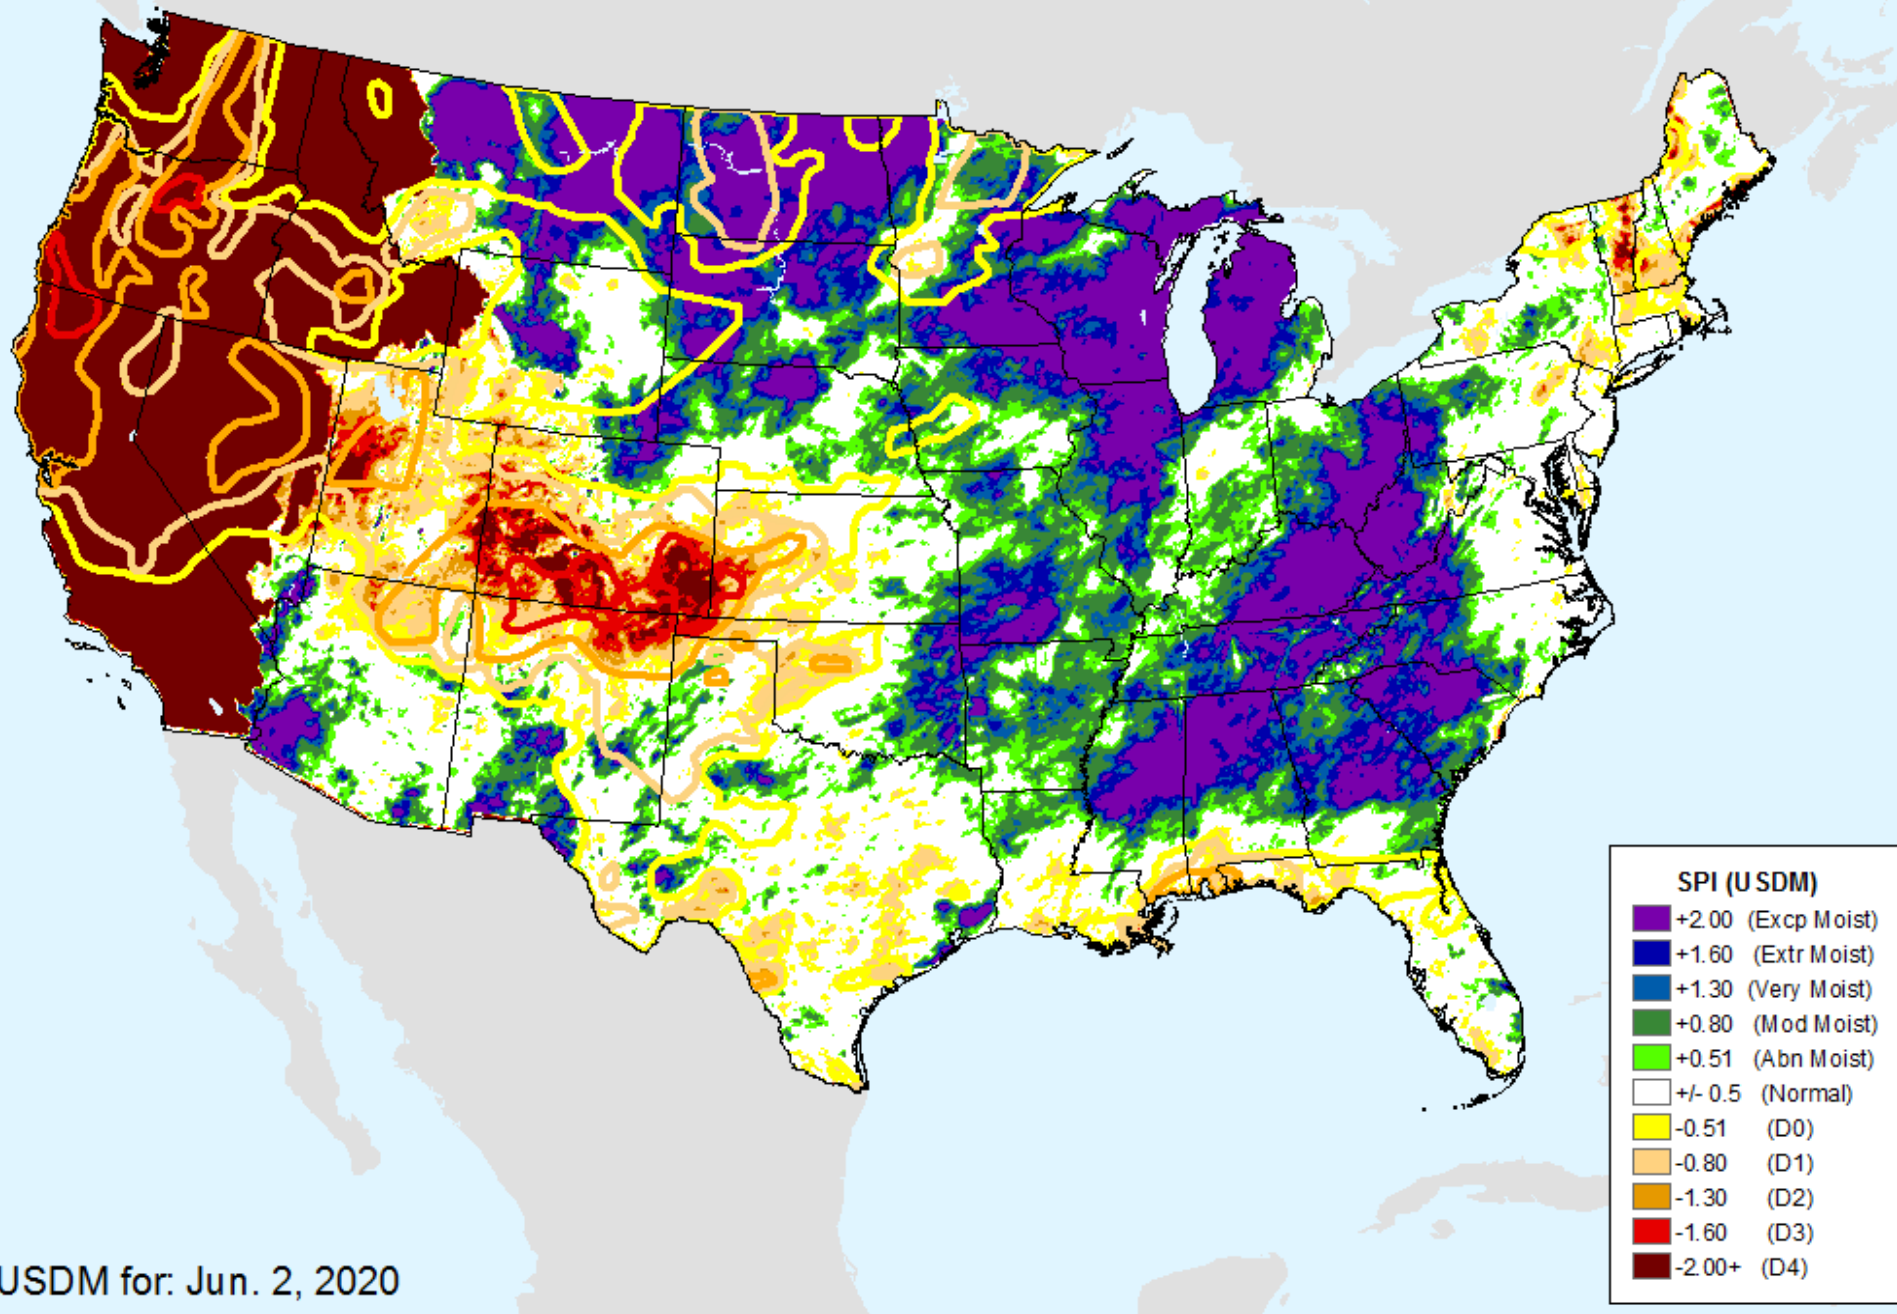 SPI (USDM)
+2.00 (Excp Moist)
+1.60 (Extr Moist)
+1.30 (Very Moist)
+0.80 (Mod Moist)
+0.51 (Abn Moist)
+/- 0.5 (Normal)
-0.51 (D0)
-0.80 (D1)
-1.30 (D2)
-1.60 (D3)
-2.00+ (D4)
USDM for: Jun. 2, 2020